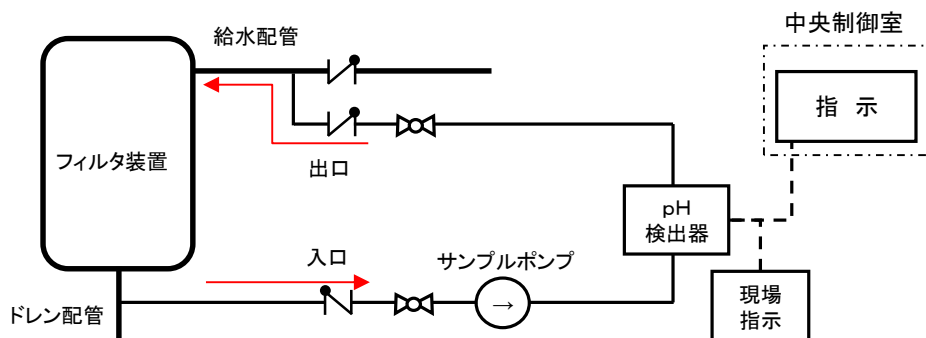 中央制御室
給水配管
指 示
フィルタ装置
出口
pH
検出器
入口
サンプルポンプ
ドレン配管
→
現場
指示